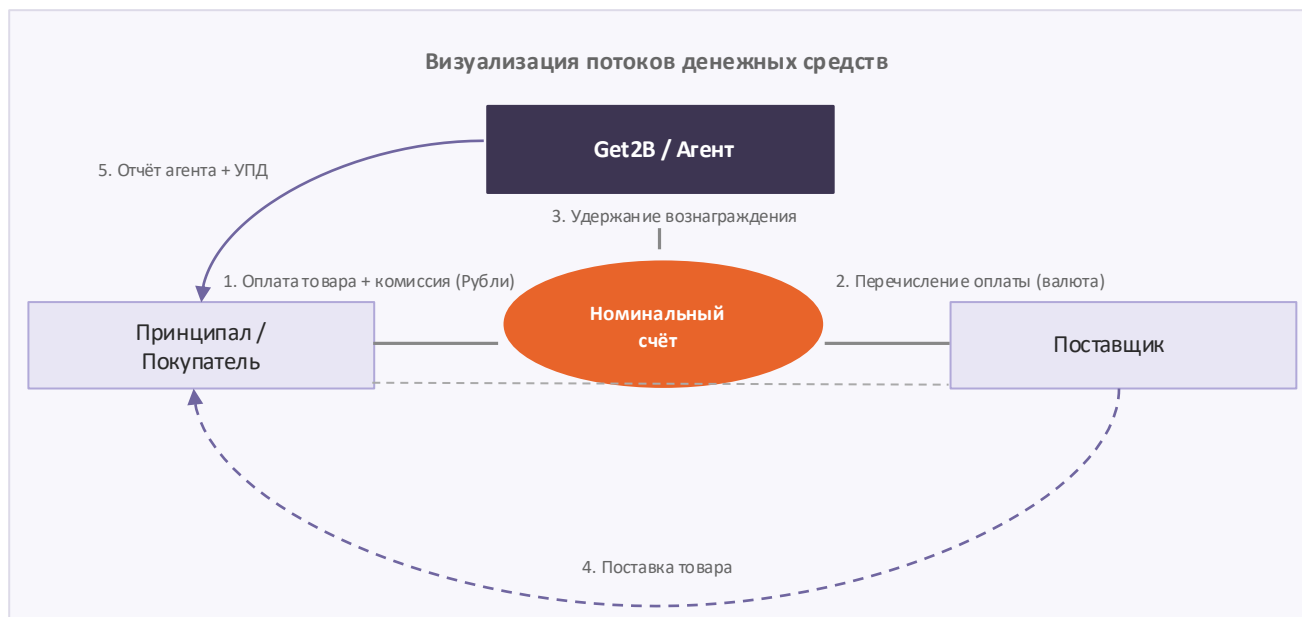 Визуализация потоков денежных средств
Get2B / Агент
5. Отчёт агента + УПД
3. Удержание вознаграждения
1. Оплата товара + комиссия (Рубли)
2. Перечисление оплаты (валюта)
Номинальный
счёт
Принципал /
Покупатель
Поставщик
4. Поставка товара